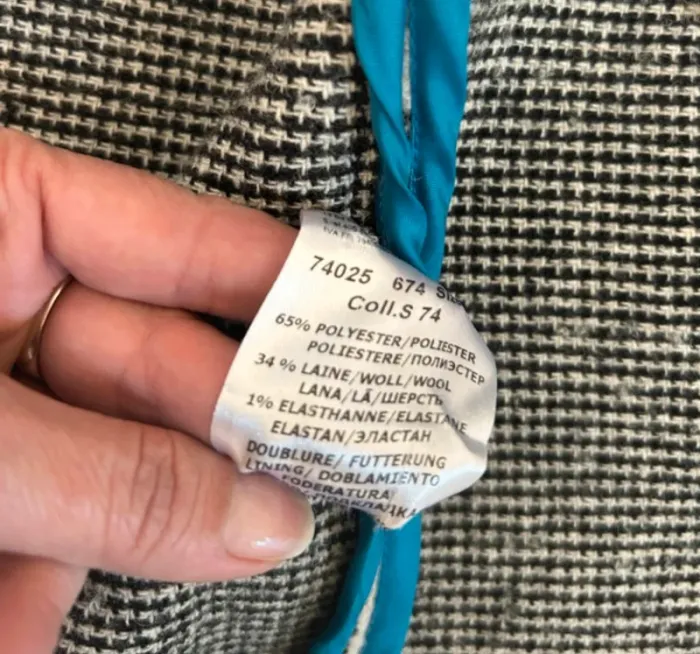 74025 674
Coll.S 74
65% POLYESTER/POLIESTER
POLIESTERE/ПОЛИЭСТЕР
34 % LAINE/WOLL/WOOL
LANA/LÃ/ШЕРСТЬ
1% ELASTHANNE/ELASTANE
ELASTAN/ЭЛАСТАН
DOUBLURE/ FUTTERUNG
LINING/ DOBLAMIENTO
FODERATURA